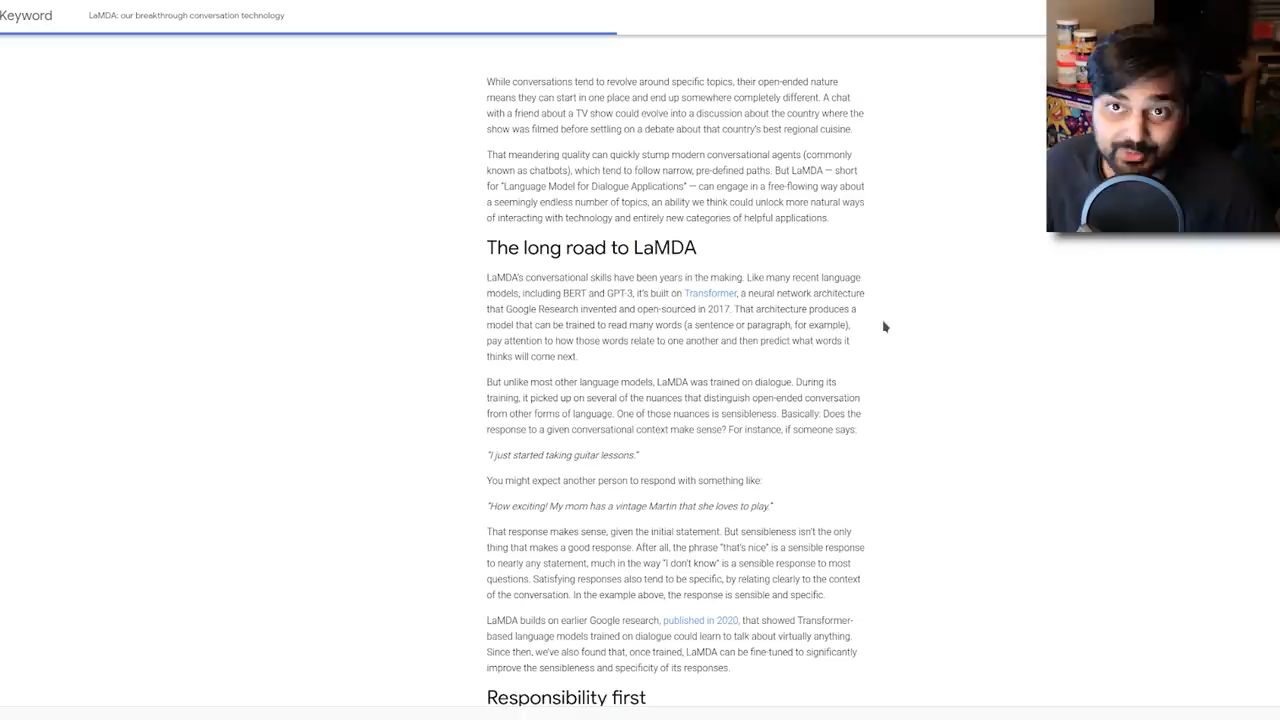 Keyword
LaMDA: our breakthrough conversation technology
While conversations tend to revolve around specific topics, their open-ended nature
means they can start in one place and end up somewhere completely different. A chat
with a friend about a TV show could evolve into a discussion about the country where the
show was filmed before settling on a debate about that country's best regional cuisine.
That meandering quality can quickly stump modern conversational agents (commonly
known as chatbots), which tend to follow narrow, pre-defined paths. But LaMDA — short
for "Language Model for Dialogue Applications" — can engage in a free-flowing way about
a seemingly endless number of topics, an ability we think could unlock more natural ways
of interacting with technology and entirely new categories of helpful applications.
The long road to LaMDA
LaMDA's conversational skills have been years in the making. Like many recent language
models, including BERT and GPT-3, it's built on Transformer, a neural network architecture
that Google Research invented and open-sourced in 2017. That architecture produces a
model that can be trained to read many words (a sentence or paragraph, for example),
pay attention to how those words relate to one another and then predict what words it
thinks will come next.
But unlike most other language models, LaMDA was trained on dialogue. During its
training, it picked up on several of the nuances that distinguish open-ended conversation
from other forms of language. One of those nuances is sensibleness. Basically: Does the
response to a given conversational context make sense? For instance, if someone says:
"I just started taking guitar lessons."
You might expect another person to respond with something like:
"How exciting! My mom has a vintage Martin that she loves to play."
That response makes sense, given the initial statement. But sensibleness isn't the only
thing that makes a good response. After all, the phrase "that's nice" is a sensible response
to nearly any statement, much in the way "I don't know" is a sensible response to most
questions. Satisfying responses also tend to be specific, by relating clearly to the context
of the conversation. In the example above, the response is sensible and specific.
LaMDA builds on earlier Google research, published in 2020, that showed Transformer-
based language models trained on dialogue could learn to talk about virtually anything.
Since then, we've also found that, once trained, LaMDA can be fine-tuned to significantly
improve the sensibleness and specificity of its responses.
Responsibility first